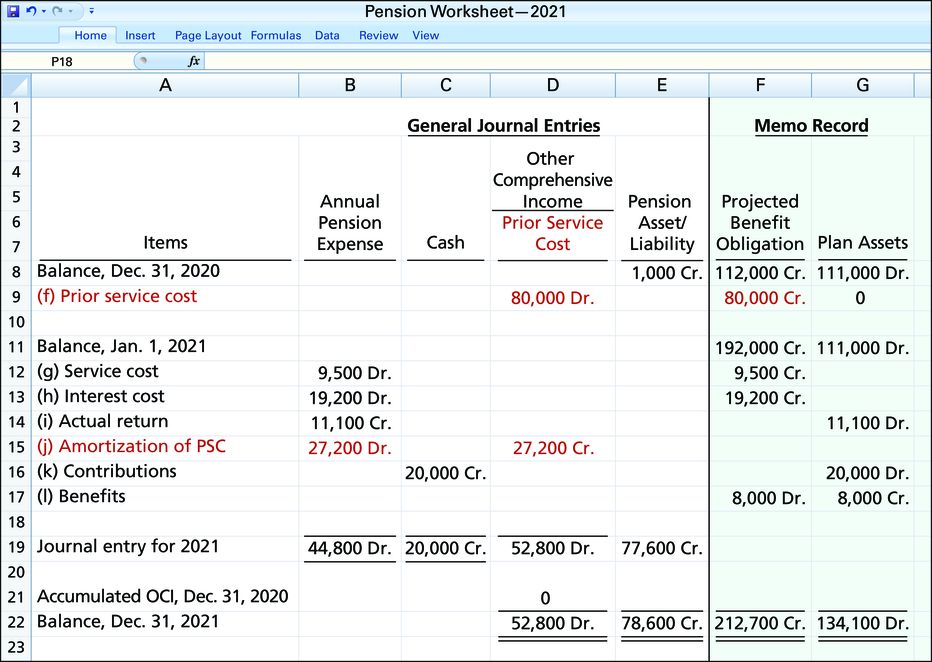 Pension Worksheet—2021
Home Insert Page Layout Formulas Data Review View
P18 fx
A B C D E F G
1
2 General Journal Entries Memo Record
3
4 Other
Comprehensive
5 Annual Income Pension Projected
6 Pension Prior Service Asset/ Benefit
7 Items Expense Cash Cost Liability Obligation Plan Assets
8 Balance, Dec. 31, 2020 1,000 Cr. 112,000 Cr. 111,000 Dr.
9 (f) Prior service cost 80,000 Dr. 80,000 Cr. 0
10
11 Balance, Jan. 1, 2021 192,000 Cr. 111,000 Dr.
12 (g) Service cost 9,500 Dr. 9,500 Cr.
13 (h) Interest cost 19,200 Dr. 19,200 Cr.
14 (i) Actual return 11,100 Cr. 11,100 Dr.
15 (j) Amortization of PSC 27,200 Dr. 27,200 Cr.
16 (k) Contributions 20,000 Cr. 20,000 Dr.
17 (l) Benefits 8,000 Dr. 8,000 Cr.
18
19 Journal entry for 2021 44,800 Dr. 20,000 Cr. 52,800 Dr. 77,600 Cr.
20
21 Accumulated OCI, Dec. 31, 2020 0
22 Balance, Dec. 31, 2021 52,800 Dr. 78,600 Cr. 212,700 Cr. 134,100 Dr.
23